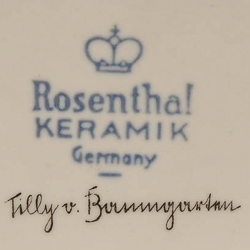 Rosenthal
KERAMIK
Germany
Tilly v. Baumgarten